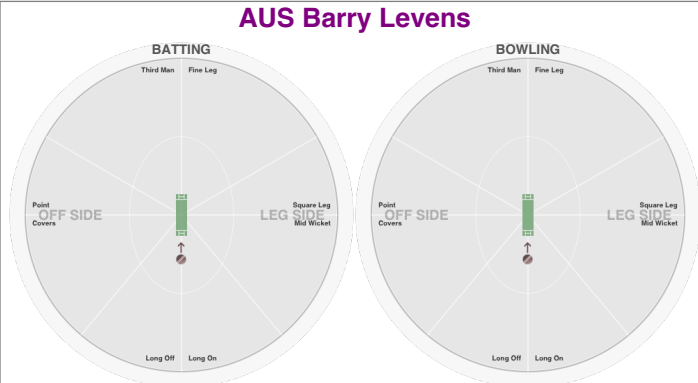 AUS Barry Levens
BATTING
Third Man Fine Leg
Point
OFF SIDE
Covers
Square Leg
LEG SIDE
Mid Wicket
Long Off Long On
BOWLING
Third Man Fine Leg
Point
OFF SIDE
Covers
Square Leg
LEG SIDE
Mid Wicket
Long Off Long On